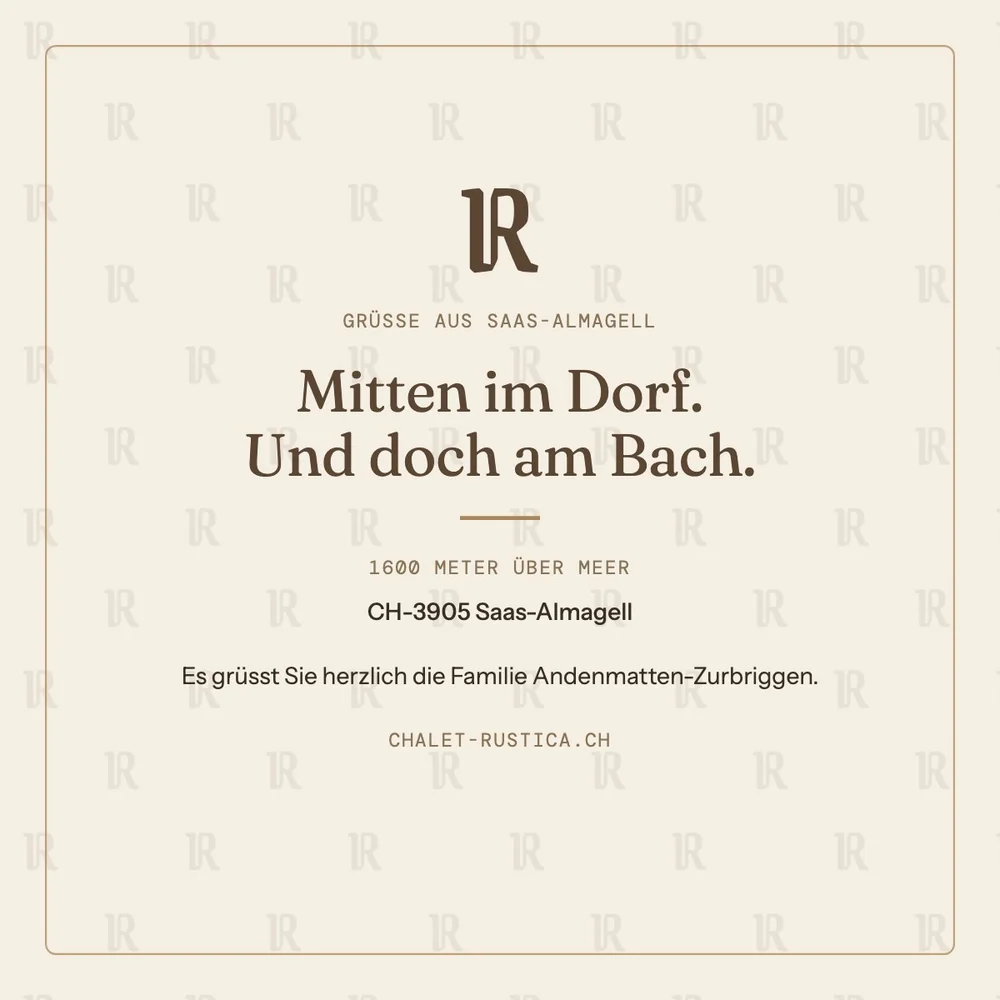 R
GRÜSSE AUS SAAS-ALMAGELL
Mitten im Dorf.
Und doch am Bach.
1600 METER ÜBER MEER
CH-3905 Saas-Almagell
Es grüsst Sie herzlich die Familie Andenmatten-Zurbriggen.
CHALET-RUSTICA.CH